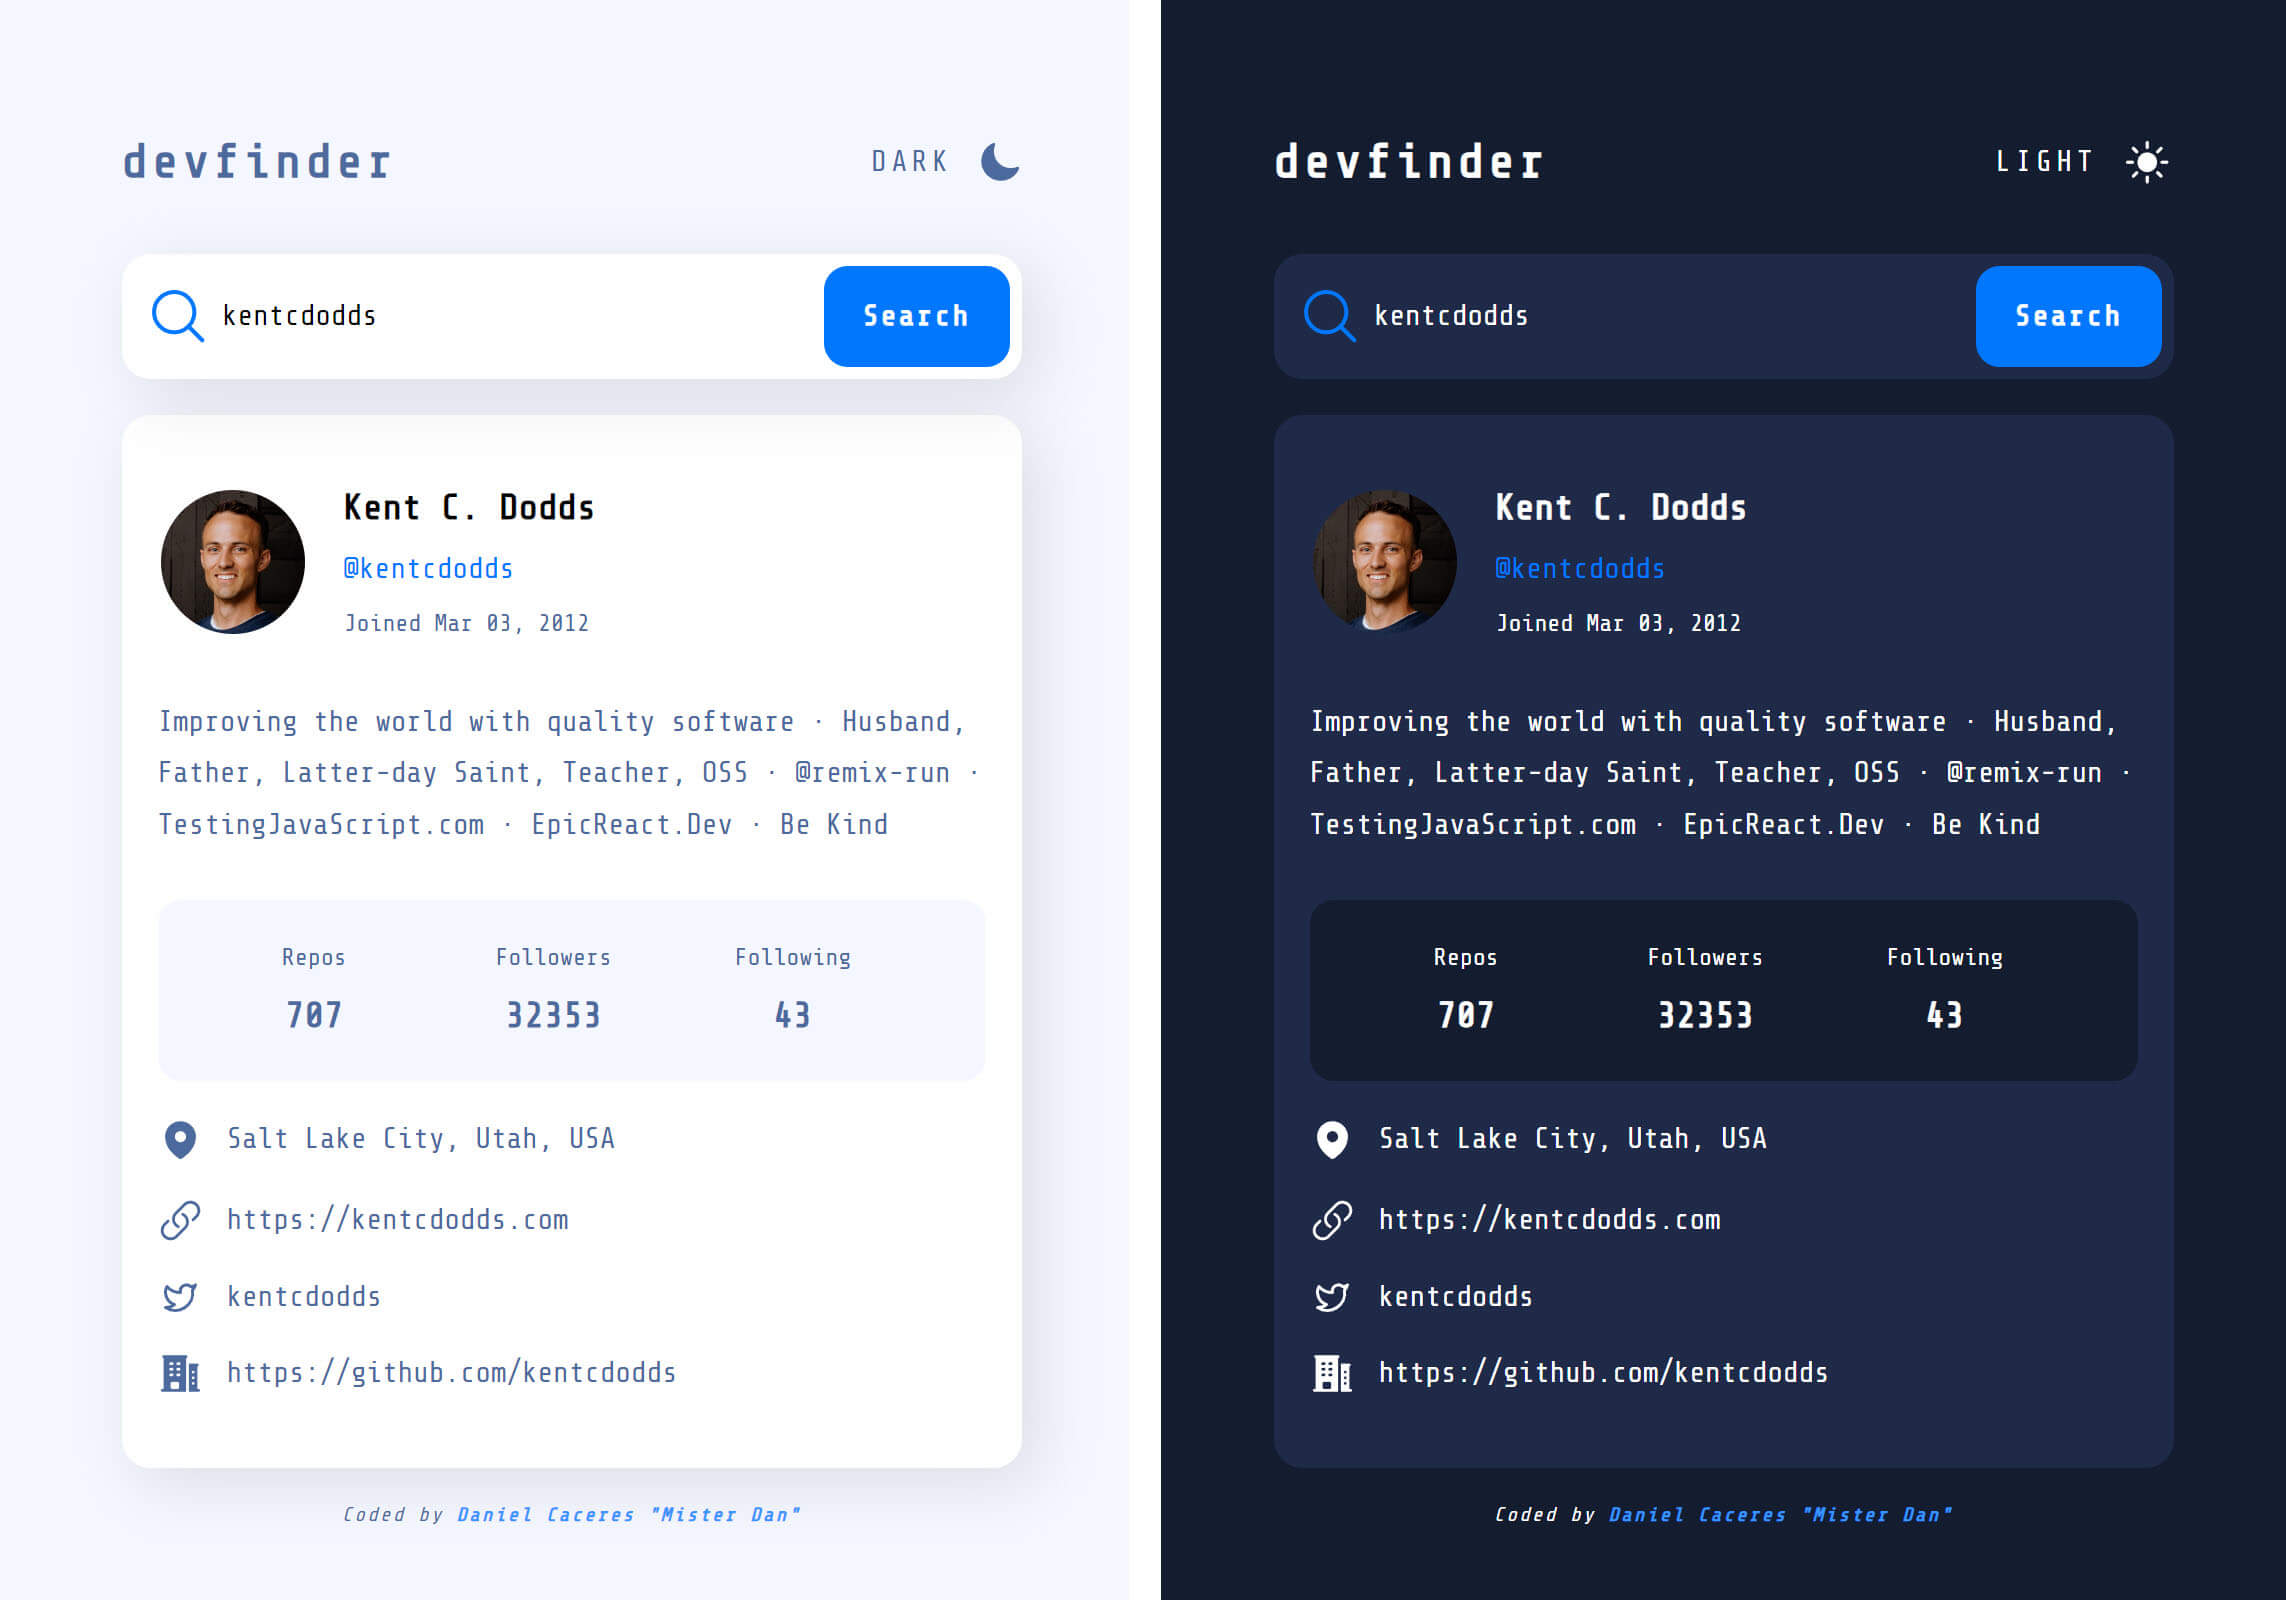 devfinder
DARK
kentcdodds
Search
Kent C. Dodds
@kentcdodds
Joined Mar 03, 2012
Improving the world with quality software · Husband,
Father, Latter-day Saint, Teacher, OSS · @remix-run ·
TestingJavaScript.com · EpicReact.Dev · Be Kind
Repos Followers Following
707 32353 43
Salt Lake City, Utah, USA
https://kentcdodds.com
kentcdodds
https://github.com/kentcdodds
Coded by Daniel Caceres "Mister Dan"
devfinder
LIGHT
kentcdodds
Search
Kent C. Dodds
@kentcdodds
Joined Mar 03, 2012
Improving the world with quality software · Husband,
Father, Latter-day Saint, Teacher, OSS · @remix-run ·
TestingJavaScript.com · EpicReact.Dev · Be Kind
Repos Followers Following
707 32353 43
Salt Lake City, Utah, USA
https://kentcdodds.com
kentcdodds
https://github.com/kentcdodds
Coded by Daniel Caceres "Mister Dan"